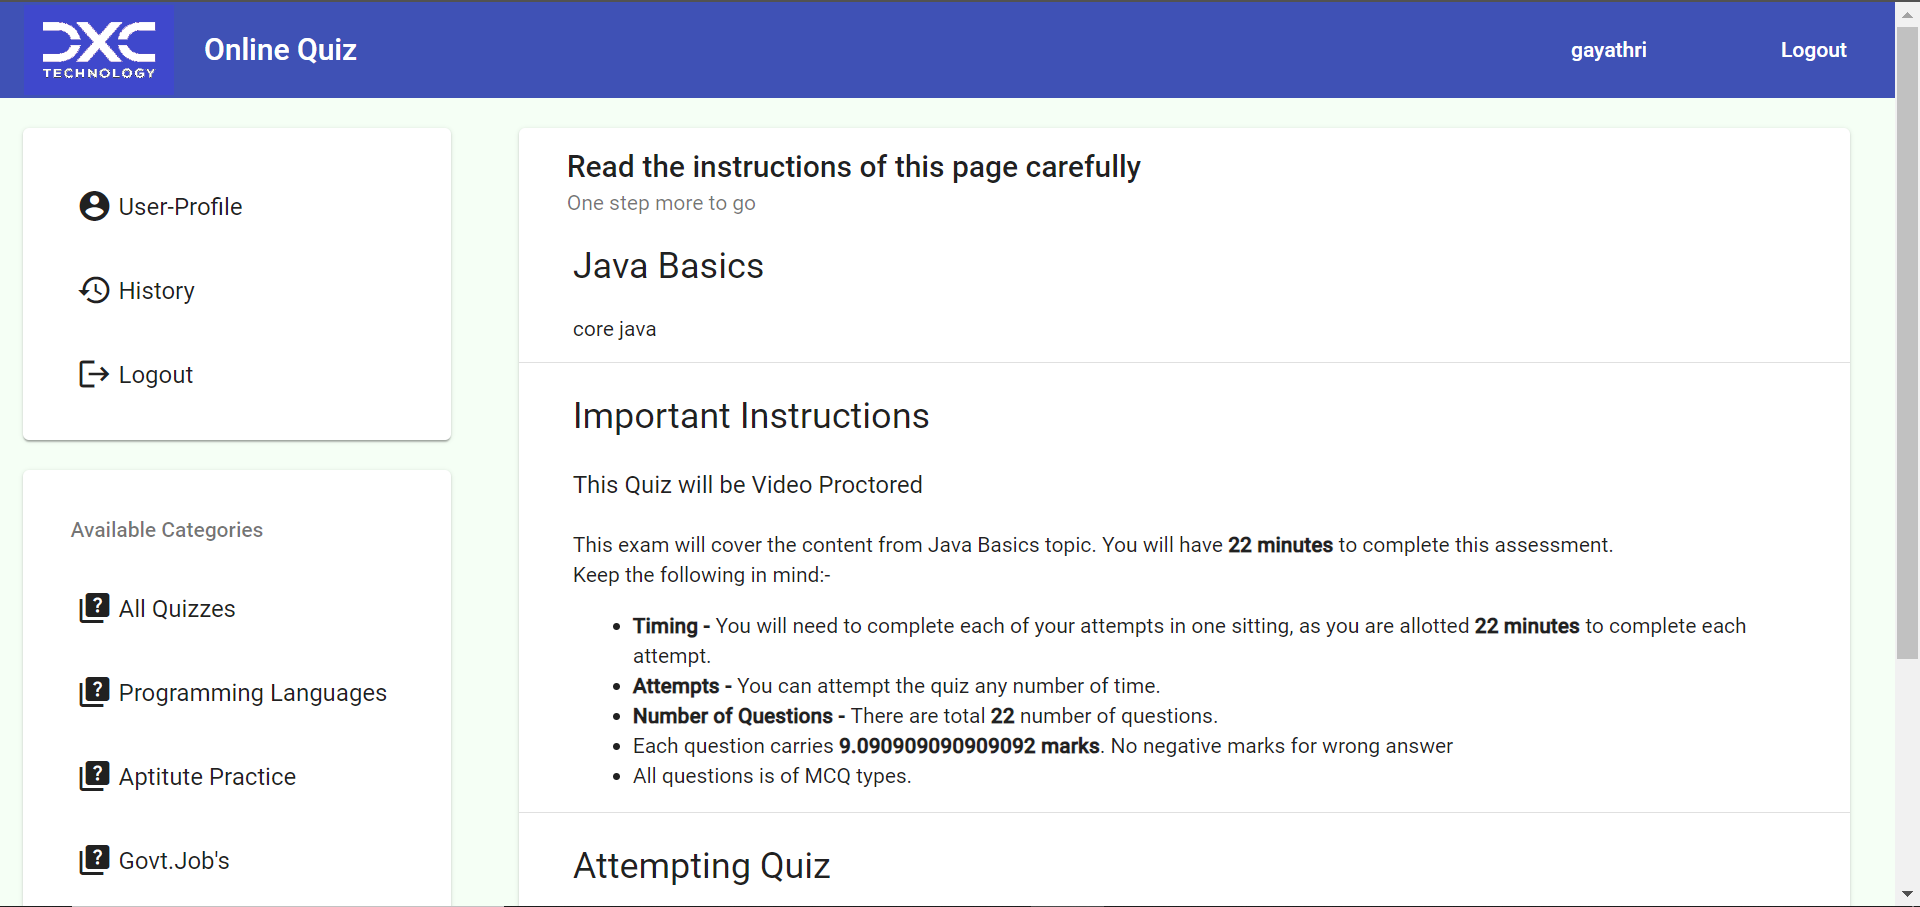 DXC
TECHNOLOGY
Online Quiz
gayathri
Logout
User-Profile
History
Logout
Available Categories
All Quizzes
Programming Languages
Aptitute Practice
Govt.Job's
Read the instructions of this page carefully
One step more to go
Java Basics
core java
Important Instructions
This Quiz will be Video Proctored
This exam will cover the content from Java Basics topic. You will have 22 minutes to complete this assessment.
Keep the following in mind:-
Timing - You will need to complete each of your attempts in one sitting, as you are allotted 22 minutes to complete each
attempt.
Attempts - You can attempt the quiz any number of time.
Number of Questions - There are total 22 number of questions.
Each question carries 9.090909090909092 marks. No negative marks for wrong answer
All questions is of MCQ types.
Attempting Quiz